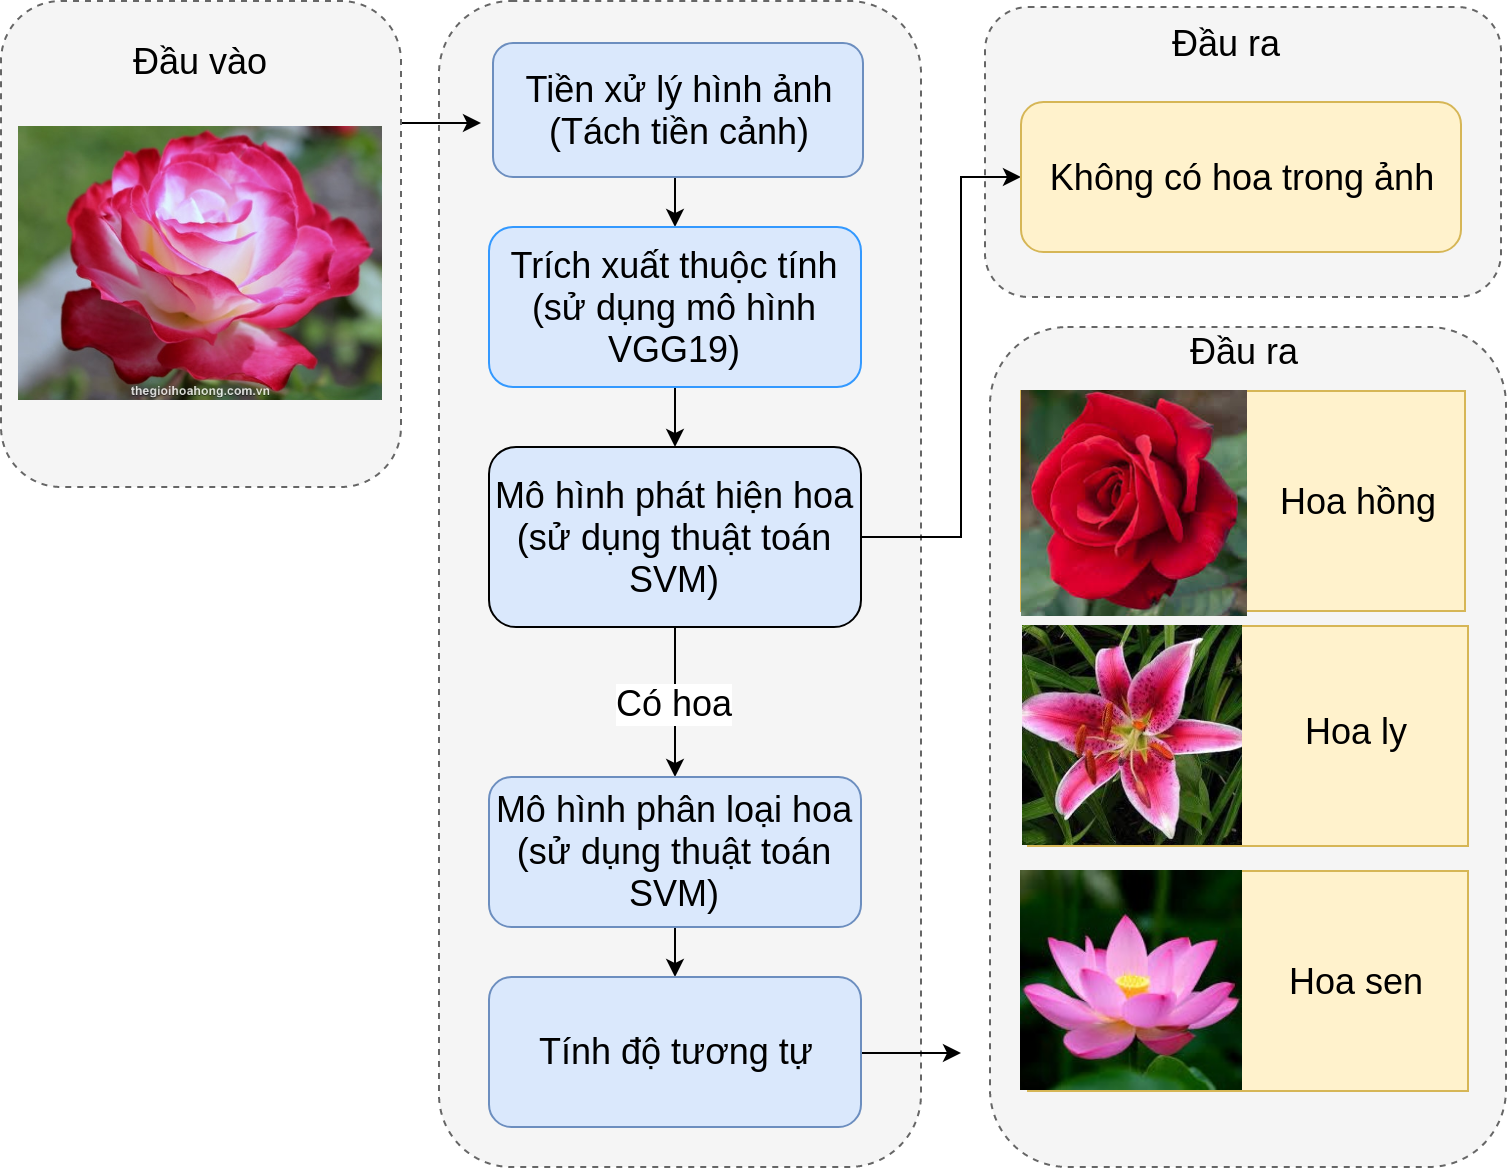 Đầu vào
thegioihoahong.com.vn
Tiền xử lý hình ảnh
(Tách tiền cảnh)
Trích xuất thuộc tính
(sử dụng mô hình
VGG19)
Mô hình phát hiện hoa
(sử dụng thuật toán
SVM)
Có hoa
Mô hình phân loại hoa
(sử dụng thuật toán
SVM)
Tính độ tương tự
Đầu ra
Không có hoa trong ảnh
Đầu ra
Hoa hồng
Hoa ly
Hoa sen